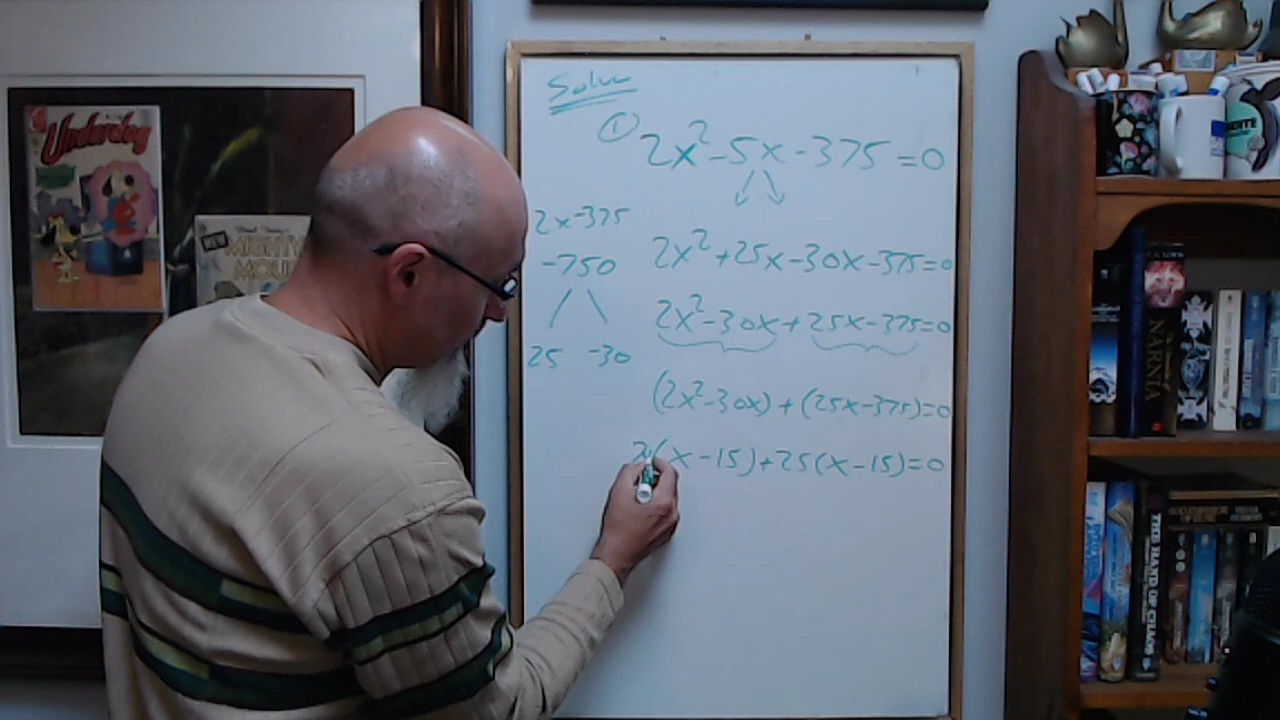 Solve
① 2x²-5x-375=0
2x-375
-750
25 -30
2x²+25x-30x-375=0
2x²-30x+25x-375=0
(2x²-30x)+(25x-375)=0
(x-15)+25(x-15)=0
Underdog
NEW
MIGHTY
MOUSE
NARNIA
THE HAND OF CHAOS